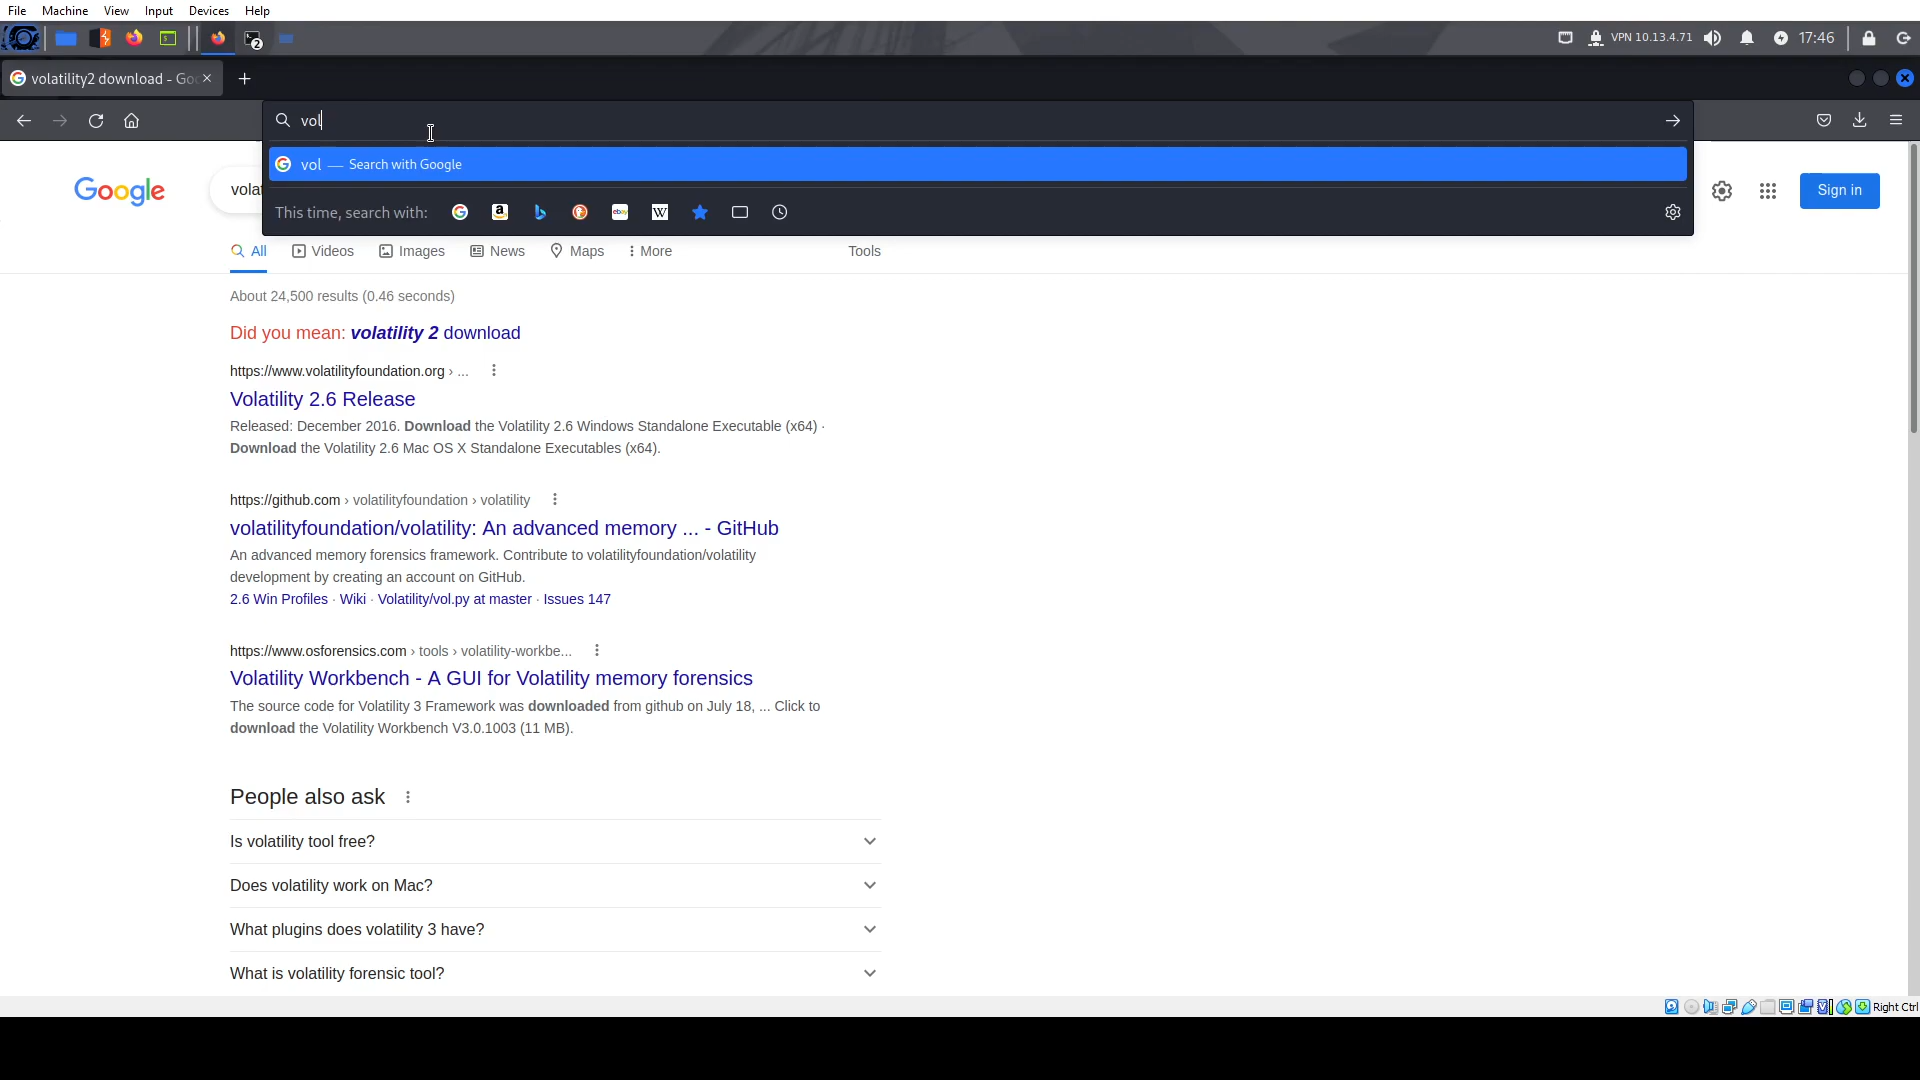 File Machine View Input Devices Help
2
VPN 10.13.4.71
17:46
volatility2 download - Goo
vol
vol — Search with Google
This time, search with:
Google
volat
Sign in
All
Videos
Images
News
Maps
More
Tools
About 24,500 results (0.46 seconds)
Did you mean: volatility 2 download
https://www.volatilityfoundation.org › ...
Volatility 2.6 Release
Released: December 2016. Download the Volatility 2.6 Windows Standalone Executable (x64) ·
Download the Volatility 2.6 Mac OS X Standalone Executables (x64).
https://github.com › volatilityfoundation › volatility
volatilityfoundation/volatility: An advanced memory ... - GitHub
An advanced memory forensics framework. Contribute to volatilityfoundation/volatility
development by creating an account on GitHub.
2.6 Win Profiles · Wiki · Volatility/vol.py at master · Issues 147
https://www.osforensics.com › tools › volatility-workbe...
Volatility Workbench - A GUI for Volatility memory forensics
The source code for Volatility 3 Framework was downloaded from github on July 18, ... Click to
download the Volatility Workbench V3.0.1003 (11 MB).
People also ask
Is volatility tool free?
Does volatility work on Mac?
What plugins does volatility 3 have?
What is volatility forensic tool?
Right Ctrl